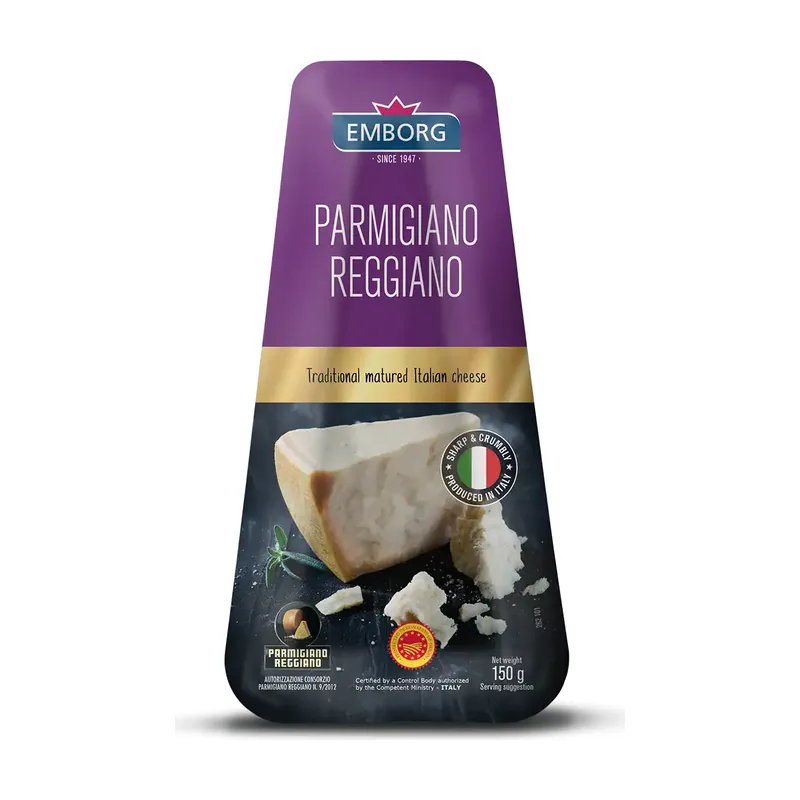 EMBORG
· SINCE 1947 ·
PARMIGIANO
REGGIANO
Traditional matured Italian cheese
SHARP & CRUMBLY
★ PRODUCED IN ITALY ★
PARMIGIANO
REGGIANO
AUTORIZZAZIONE CONSORZIO
PARMIGIANO REGGIANO N. 9/2012
Certified by a Control Body authorized
by the Competent Ministry - ITALY
Net weight
150 g
Serving suggestion